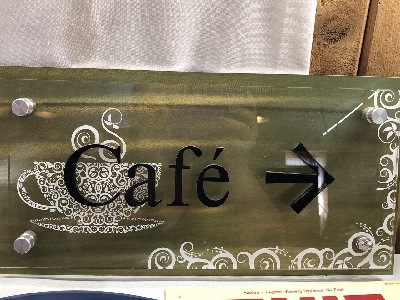 Café →